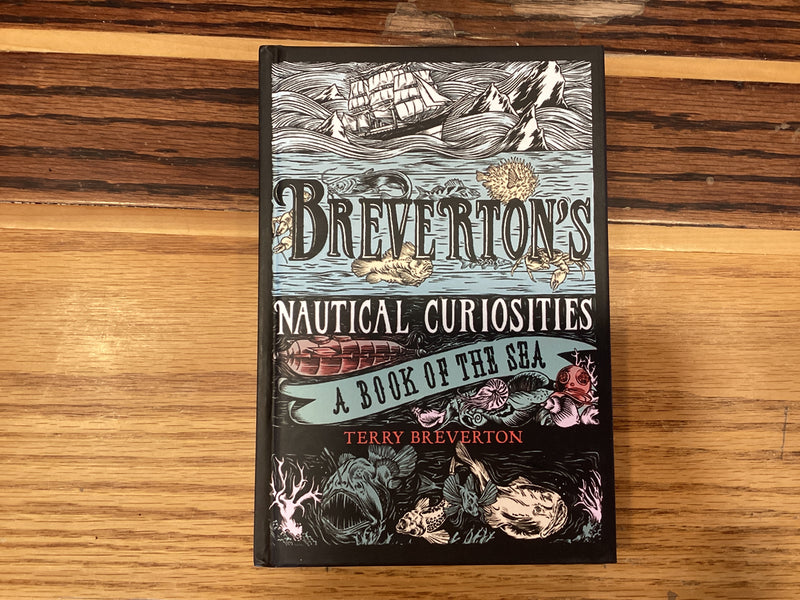 BREVERTON'S
NAUTICAL CURIOSITIES
A BOOK OF THE SEA
TERRY BREVERTON